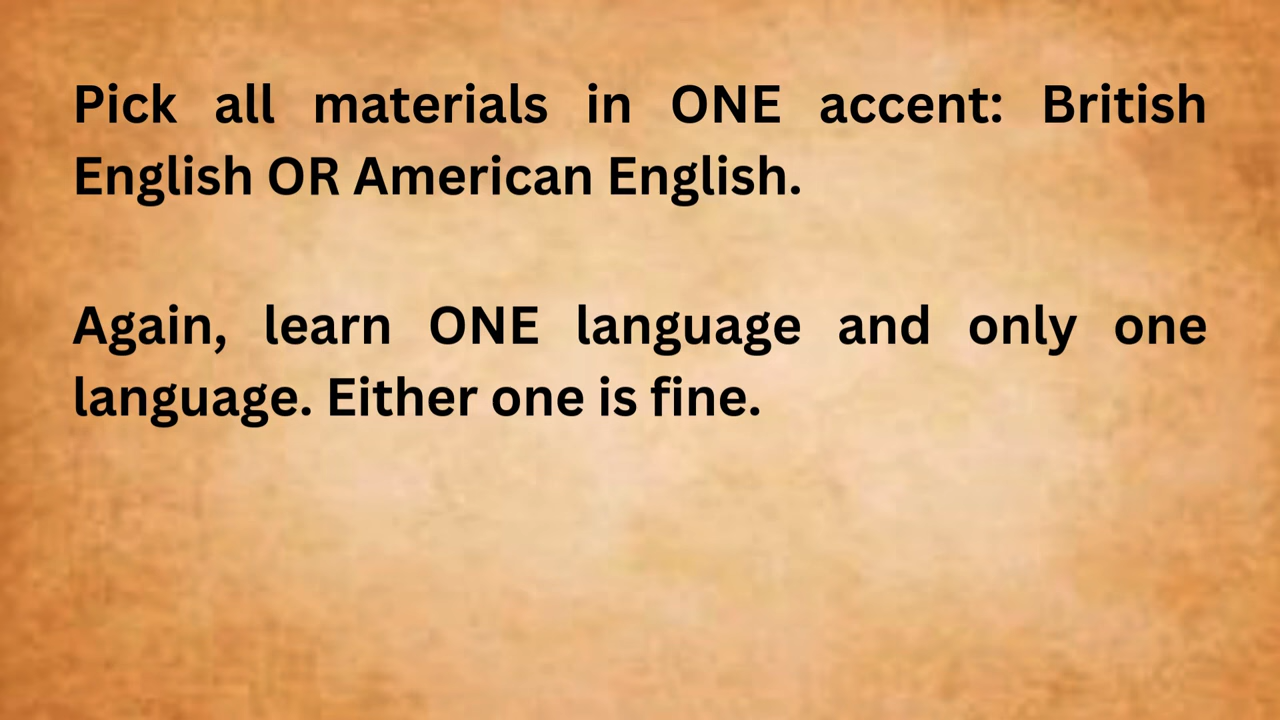 Pick all materials in ONE accent: British
English OR American English.
Again, learn ONE language and only one
language. Either one is fine.